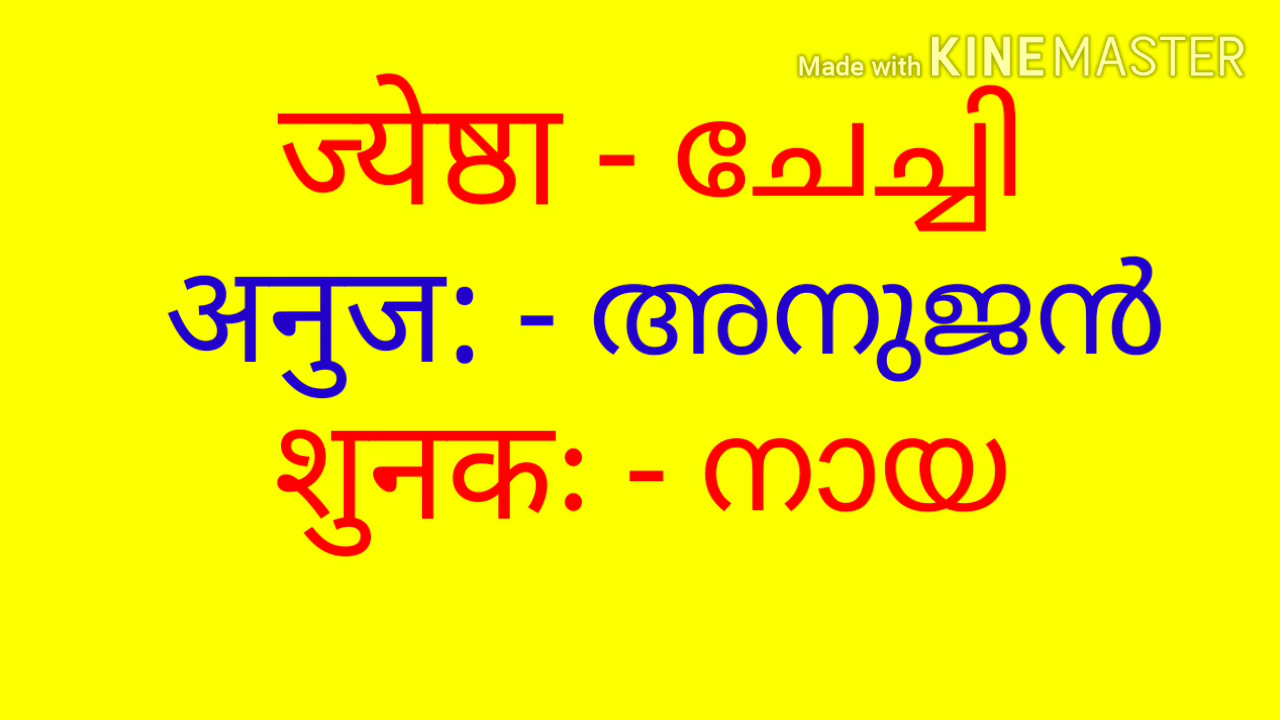 Made with KINEMASTER
ज्येष्ठा - ചേച്ചി
अनुज: - അനുജൻ
शुनक: - നായ